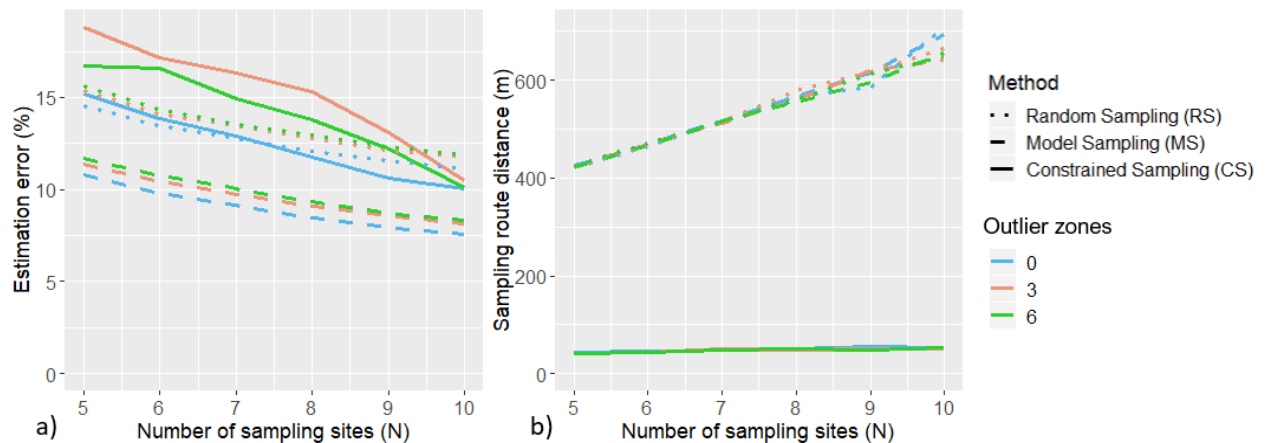 Estimation error (%)
15
10
5
0
5 6 7 8 9 10
a) Number of sampling sites (N)
Sampling route distance (m)
600
400
200
0
5 6 7 8 9 10
b) Number of sampling sites (N)
Method
Random Sampling (RS)
Model Sampling (MS)
Constrained Sampling (CS)
Outlier zones
0
3
6